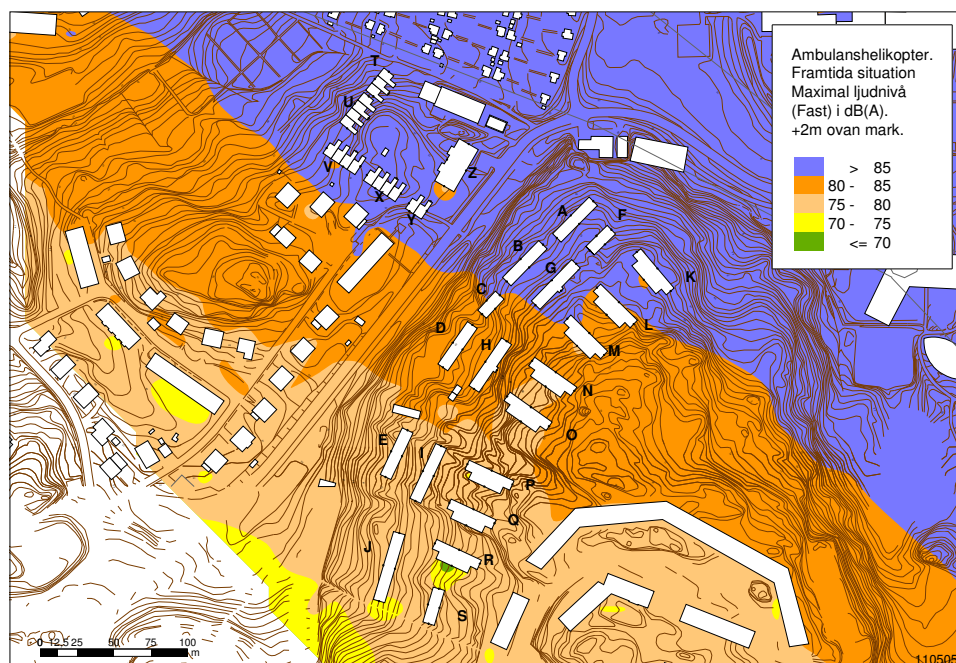 Ambulanshelikopter.
Framtida situation
Maximal ljudnivå
(Fast) i dB(A).
+2m ovan mark.
> 85
80 - 85
75 - 80
70 - 75
<= 70
T
U
V
X
Y
Z
A
F
B
G
K
C
L
D
H
M
N
O
E
I
P
Q
J
R
S
0 12,5 25 50 75 100
m
110505